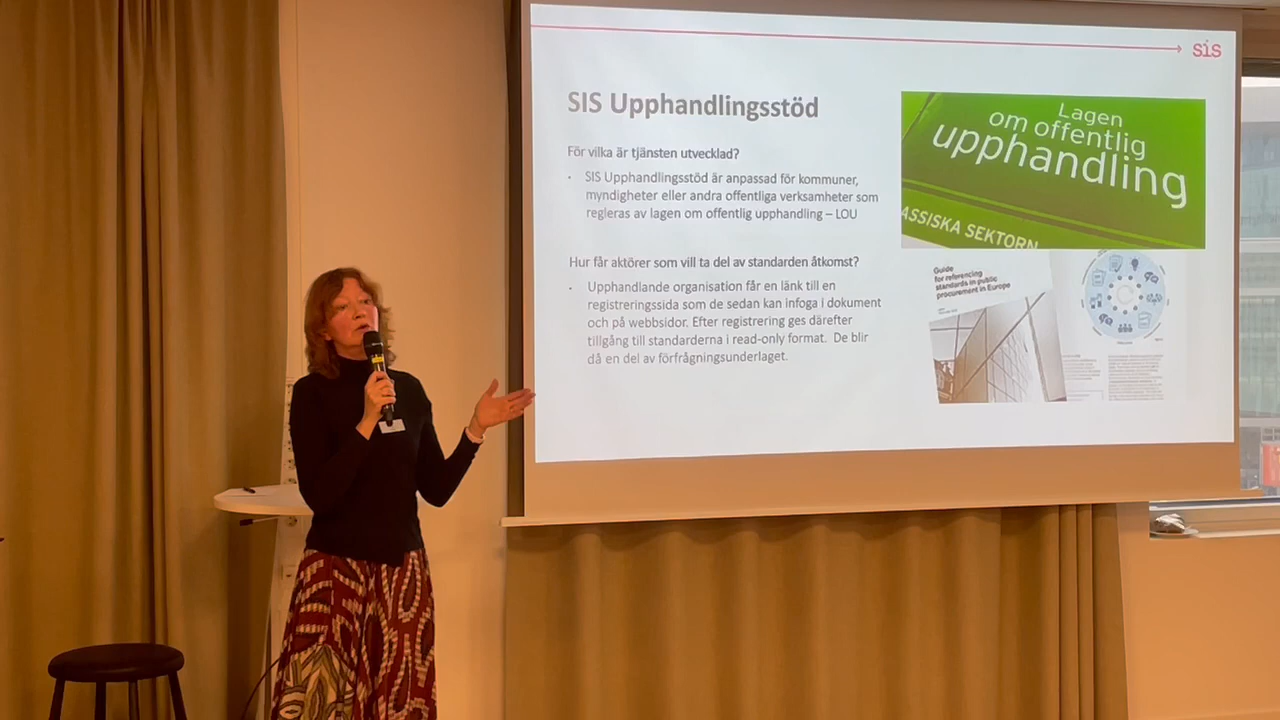 sis
SIS Upphandlingsstöd
För vilka är tjänsten utvecklad?
• SIS Upphandlingsstöd är anpassad för kommuner,
myndigheter eller andra offentliga verksamheter som
regleras av lagen om offentlig upphandling – LOU
Hur får aktörer som vill ta del av standarden åtkomst?
• Upphandlande organisation får en länk till en
registreringssida som de sedan kan infoga i dokument
och på webbsidor. Efter registrering ges därefter
tillgång till standarderna i read-only format. De blir
då en del av förfrågningsunderlaget.
Lagen
om offentlig
upphandling
ASSISKA SEKTORN
Guide
for referencing
standards in public
procurement in Europe